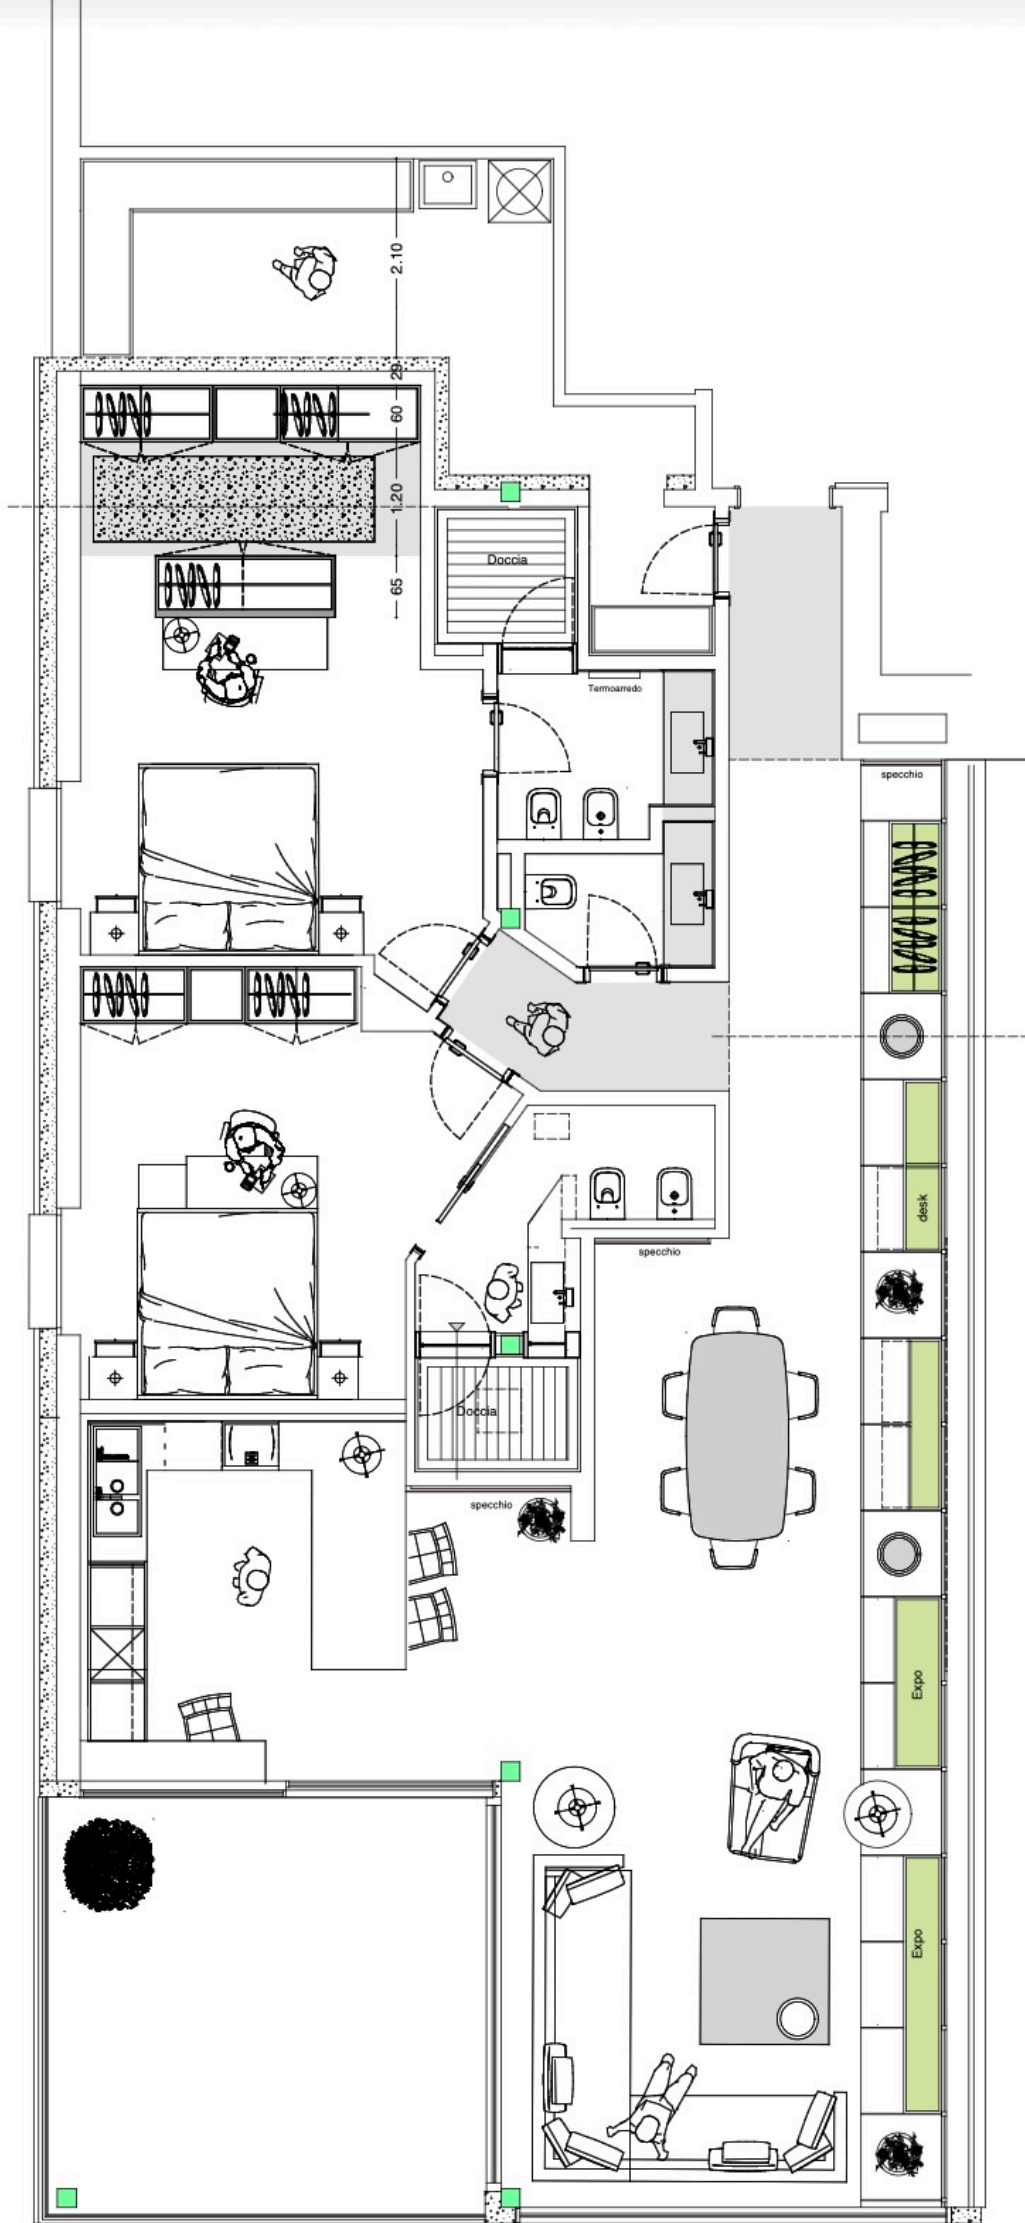 2.10
29
60
1.20
65
Doccia
Termoarredo
specchio
desk
specchio
Doccia
specchio
Expo
Expo